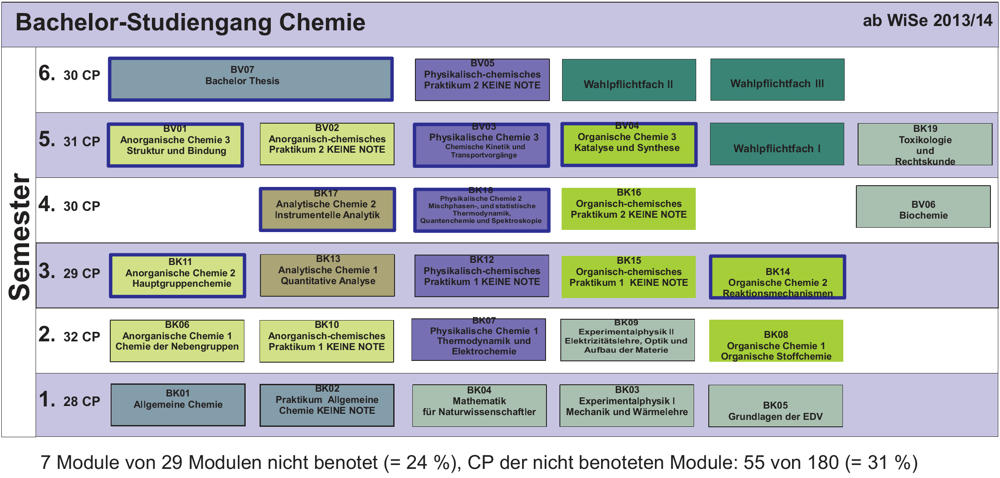 Bachelor-Studiengang Chemie
ab WiSe 2013/14
Semester
6. 30 CP
BV07
Bachelor Thesis
BV05
Physikalisch-chemisches
Praktikum 2 KEINE NOTE
Wahlpflichtfach II
Wahlpflichtfach III
5. 31 CP
BV01
Anorganische Chemie 3
Struktur und Bindung
BV02
Anorganisch-chemisches
Praktikum 2 KEINE NOTE
BV03
Physikalische Chemie 3
Chemische Kinetik und
Transportvorgänge
BV04
Organische Chemie 3
Katalyse und Synthese
Wahlpflichtfach I
BK19
Toxikologie
und
Rechtskunde
4. 30 CP
BK17
Analytische Chemie 2
Instrumentelle Analytik
BK18
Physikalische Chemie 2
Mischphasen-, und statistische
Thermodynamik,
Quantenchemie und Spektroskopie
BK16
Organisch-chemisches
Praktikum 2 KEINE NOTE
BV06
Biochemie
3. 29 CP
BK11
Anorganische Chemie 2
Hauptgruppenchemie
BK13
Analytische Chemie 1
Quantitative Analyse
BK12
Physikalisch-chemisches
Praktikum 1 KEINE NOTE
BK15
Organisch-chemisches
Praktikum 1 KEINE NOTE
BK14
Organische Chemie 2
Reaktionsmechanismen
2. 32 CP
BK06
Anorganische Chemie 1
Chemie der Nebengruppen
BK10
Anorganisch-chemisches
Praktikum 1 KEINE NOTE
BK07
Physikalische Chemie 1
Thermodynamik und
Elektrochemie
BK09
Experimentalphysik II
Elektrizitätslehre, Optik und
Aufbau der Materie
BK08
Organische Chemie 1
Organische Stoffchemie
1. 28 CP
BK01
Allgemeine Chemie
BK02
Praktikum Allgemeine
Chemie KEINE NOTE
BK04
Mathematik
für Naturwissenschaftler
BK03
Experimentalphysik I
Mechanik und Wärmelehre
BK05
Grundlagen der EDV
7 Module von 29 Modulen nicht benotet (= 24 %), CP der nicht benoteten Module: 55 von 180 (= 31 %)